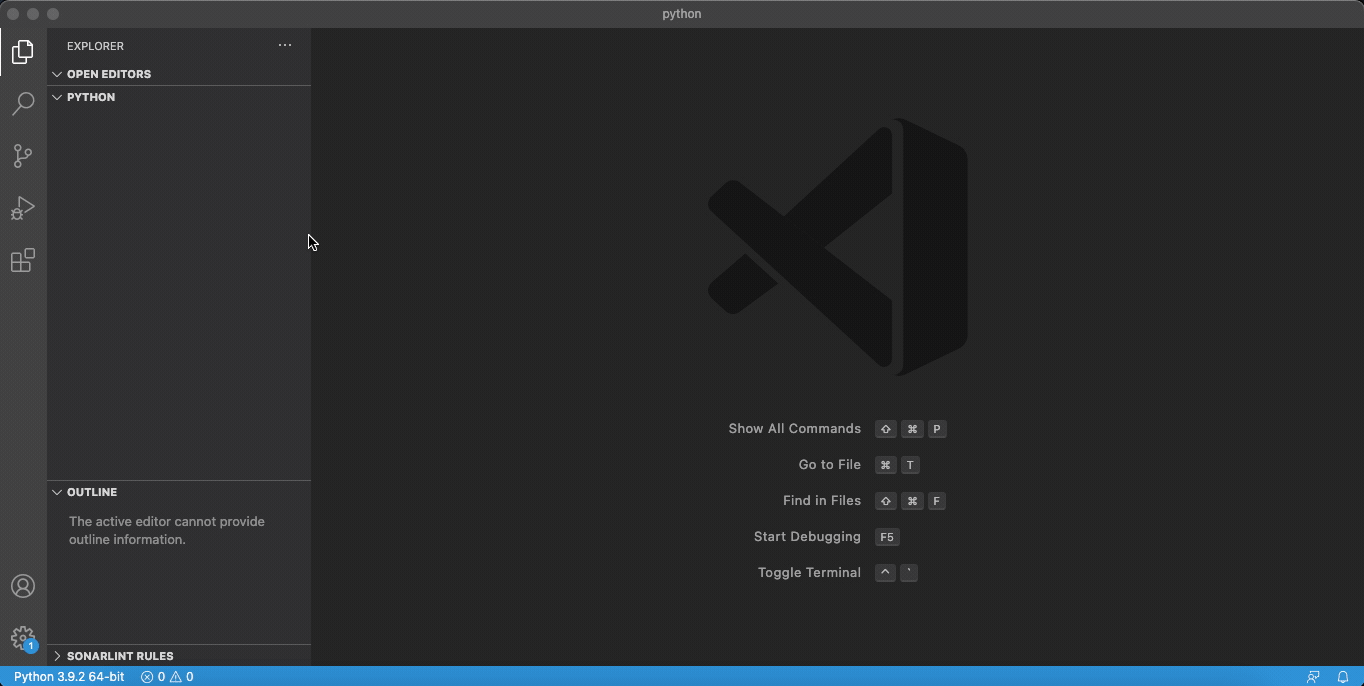 python
EXPLORER
OPEN EDITORS
PYTHON
Show All Commands ⇧ ⌘ P
Go to File ⌘ T
Find in Files ⇧ ⌘ F
Start Debugging F5
Toggle Terminal ^ `
OUTLINE
The active editor cannot provide
outline information.
1
SONARLINT RULES
Python 3.9.2 64-bit 0 0